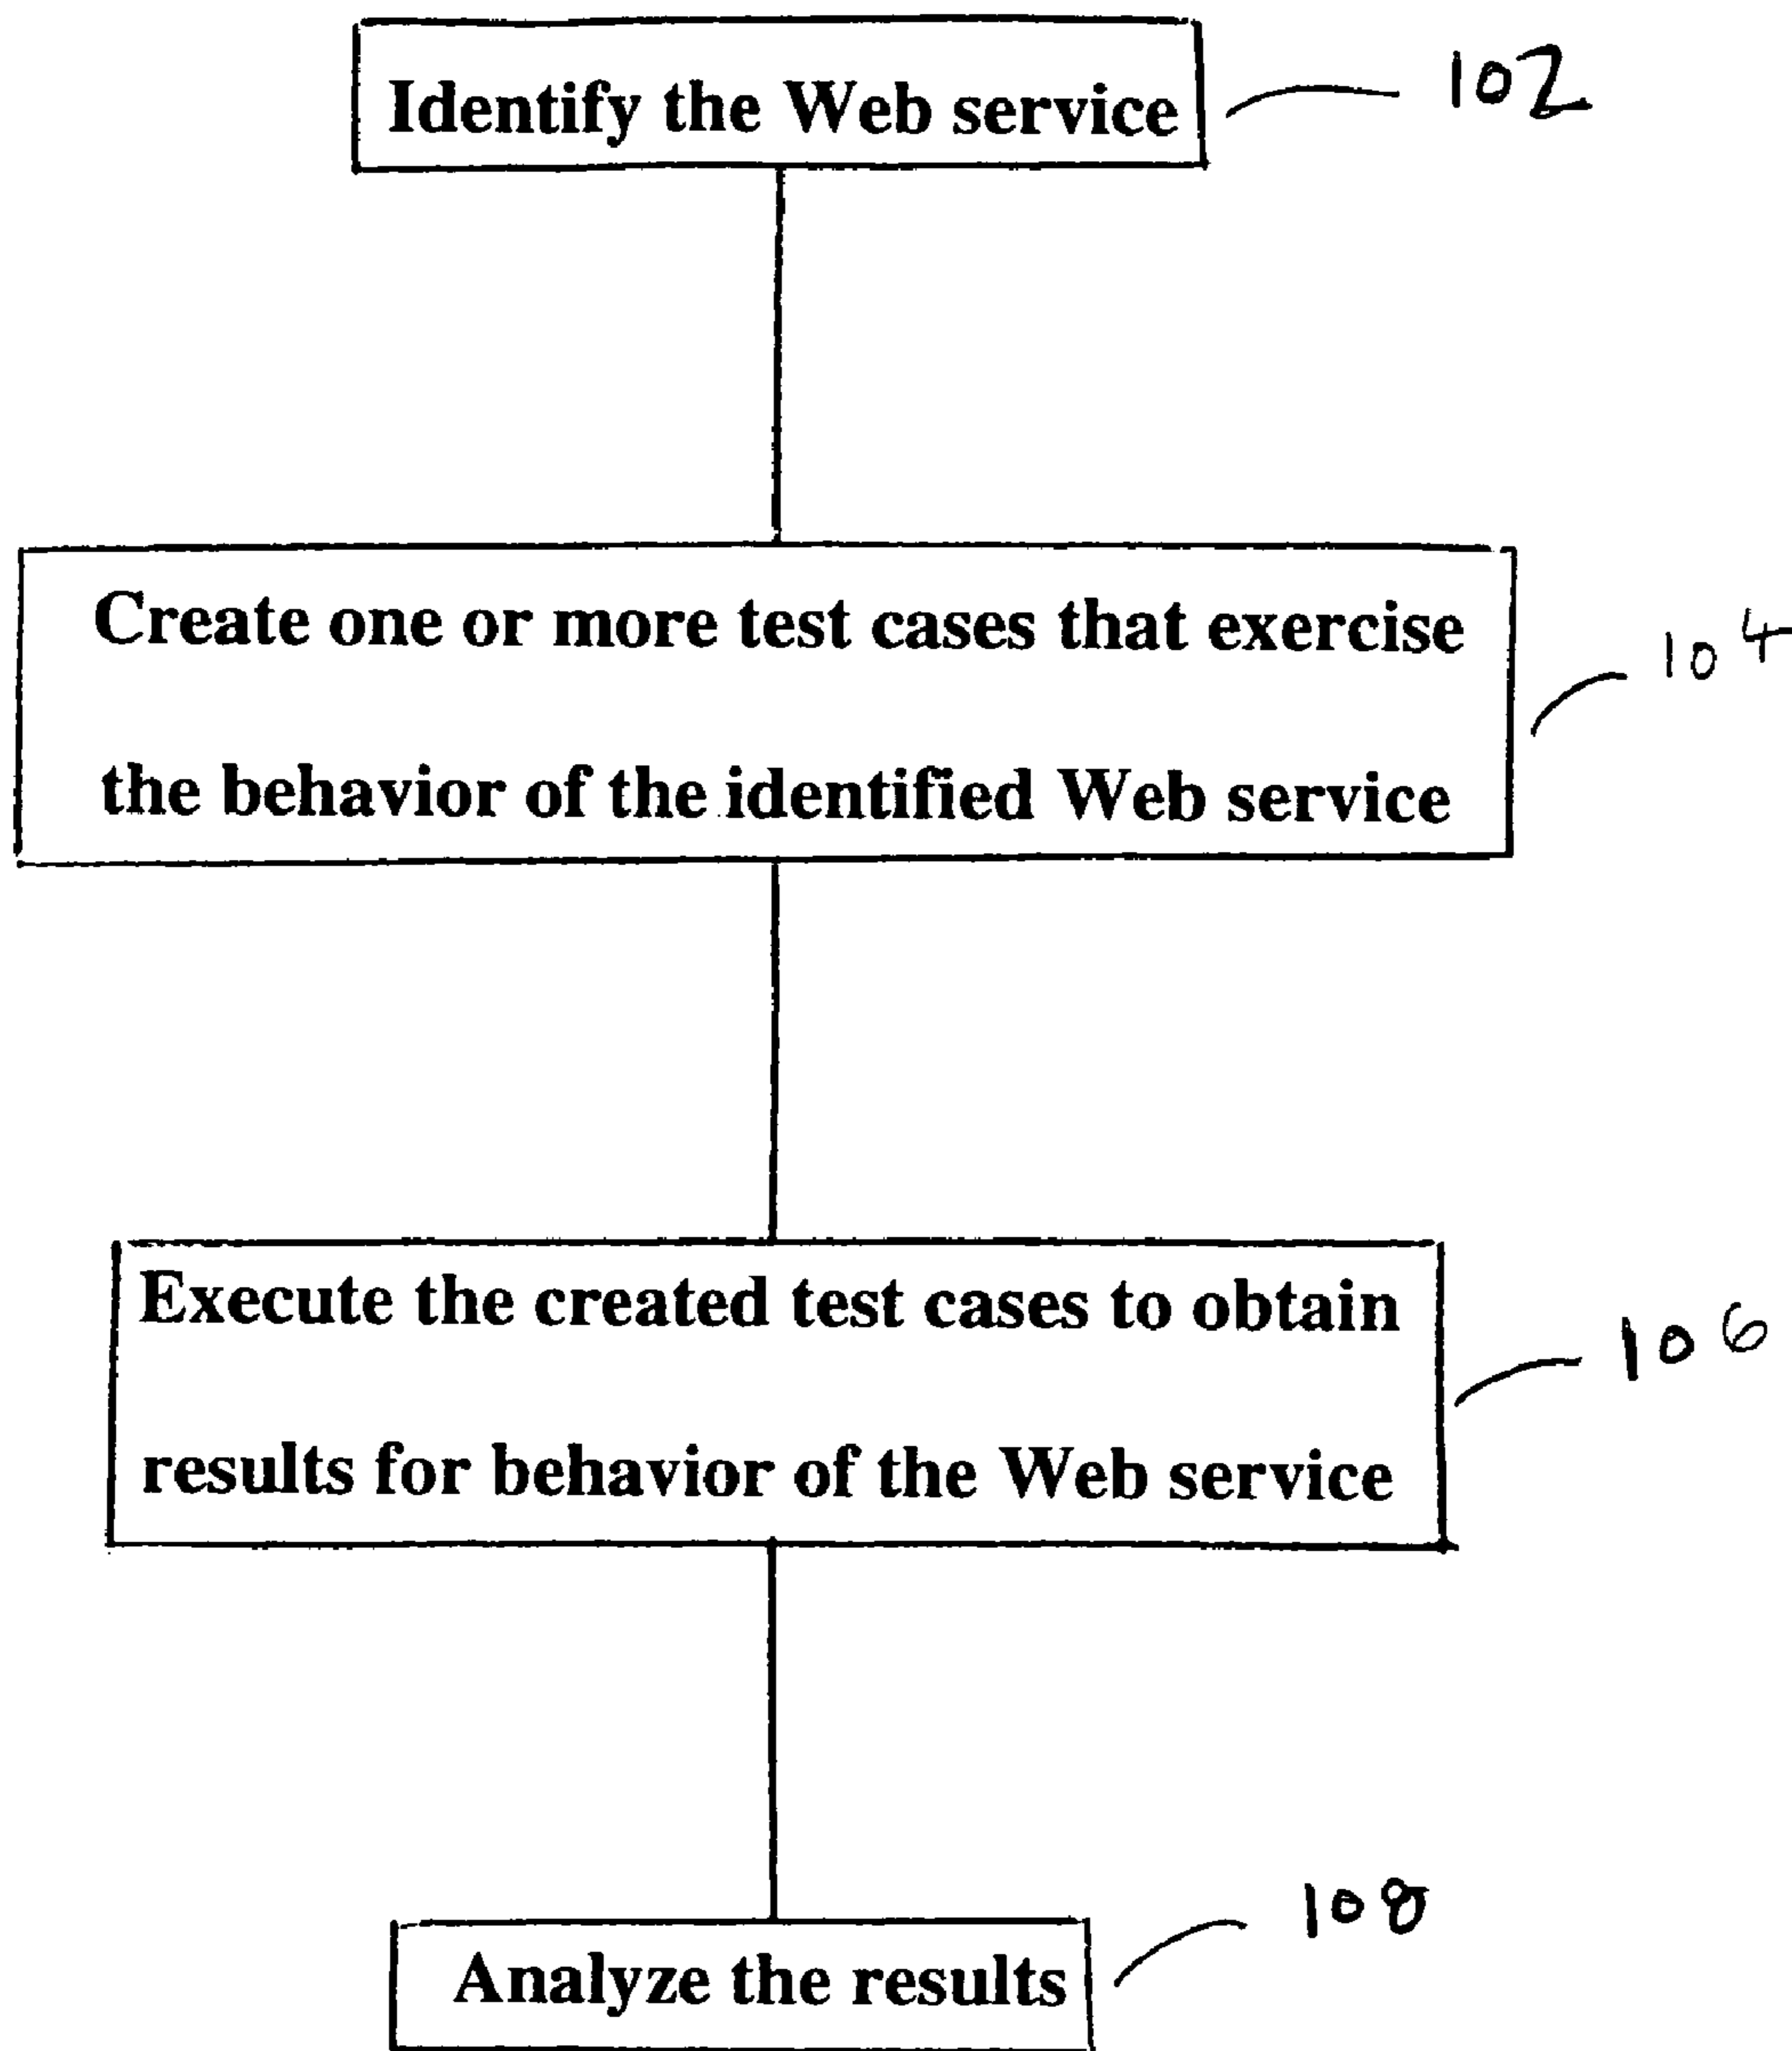 Identify the Web service
102
Create one or more test cases that exercise
the behavior of the identified Web service
104
Execute the created test cases to obtain
results for behavior of the Web service
106
Analyze the results
108